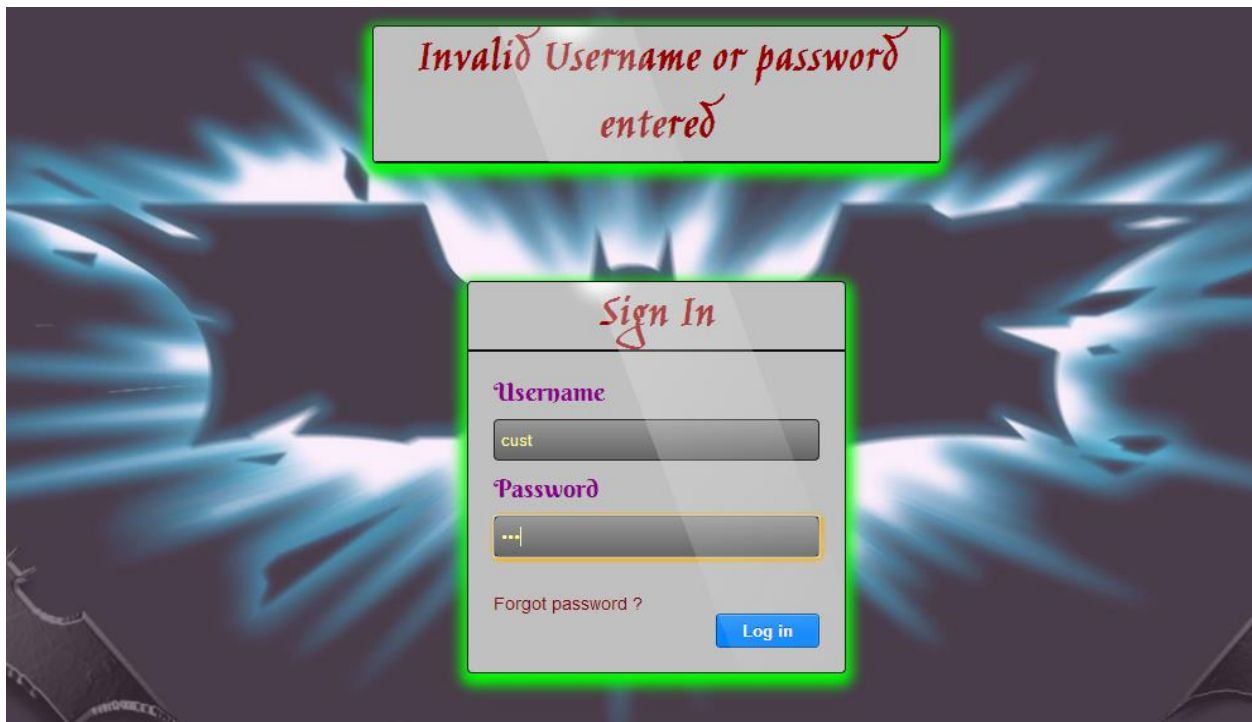 Invalid Username or password
entered
Sign In
Username
cust
Password
•••
Forgot password ?
Log in